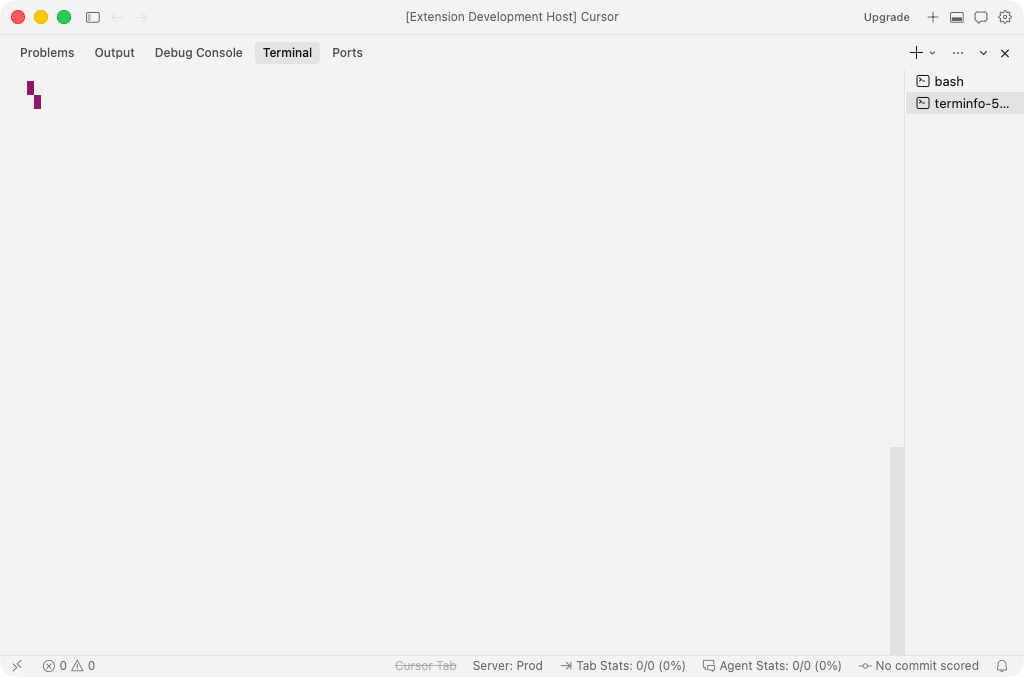 [Extension Development Host] Cursor
Upgrade
Problems Output Debug Console Terminal Ports
bash
terminfo-5...
0 0 Cursor Tab Server: Prod Tab Stats: 0/0 (0%) Agent Stats: 0/0 (0%) No commit scored